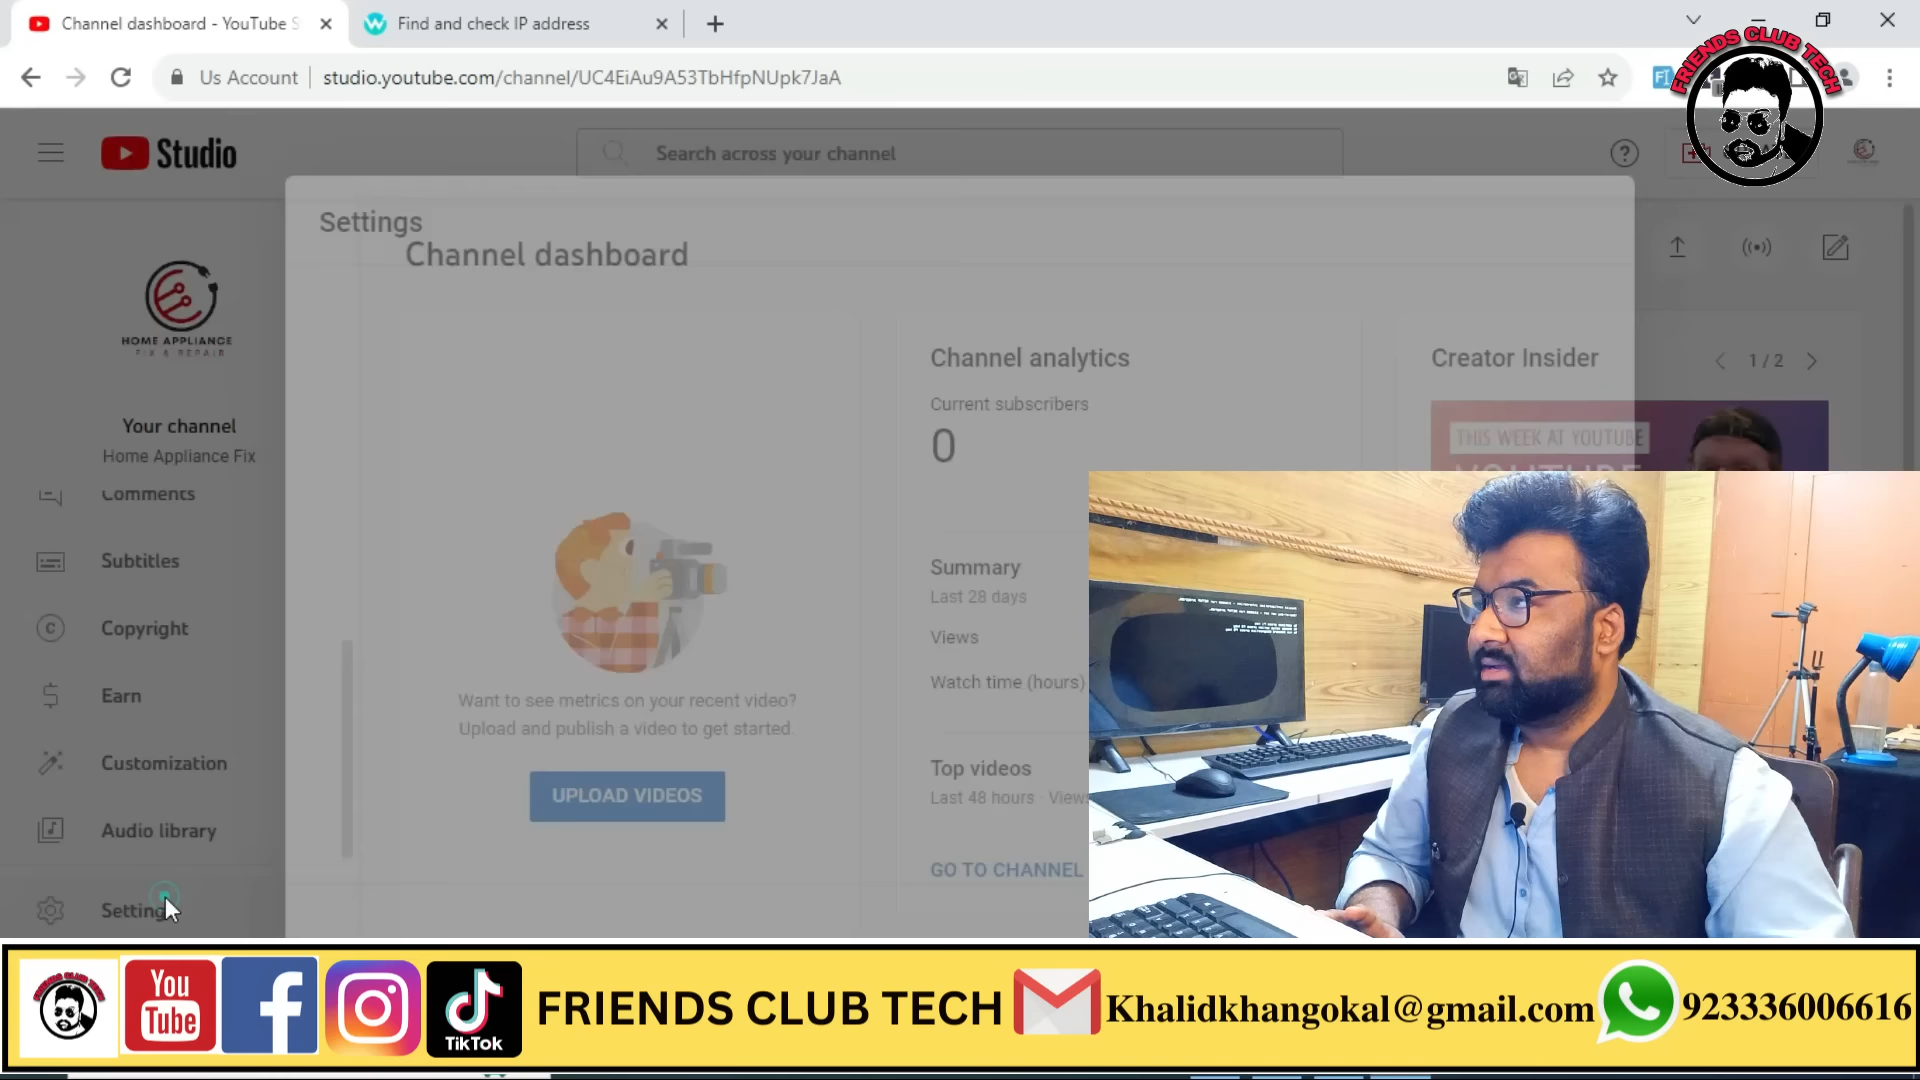 Channel dashboard - YouTube S
Find and check IP address
Us Account
studio.youtube.com/channel/UC4EiAu9A53TbHfpNUpk7JaA
FRIENDS CLUB TECH
Studio
Search across your channel
Settings
Channel dashboard
HOME APPLIANCE
FIX & REPAIR
Your channel
Home Appliance Fix
Comments
Subtitles
Copyright
Earn
Customization
Audio library
Setting
Want to see metrics on your recent video?
Upload and publish a video to get started.
UPLOAD VIDEOS
Channel analytics
Current subscribers
0
Summary
Last 28 days
Views
Watch time (hours)
Top videos
Last 48 hours · Views
GO TO CHANNEL
Creator Insider
1 / 2
THIS WEEK AT YOUTUBE
YOUTUBE
You
Tube
TikTok
FRIENDS CLUB TECH
Khalidkhangokal@gmail.com
923336006616